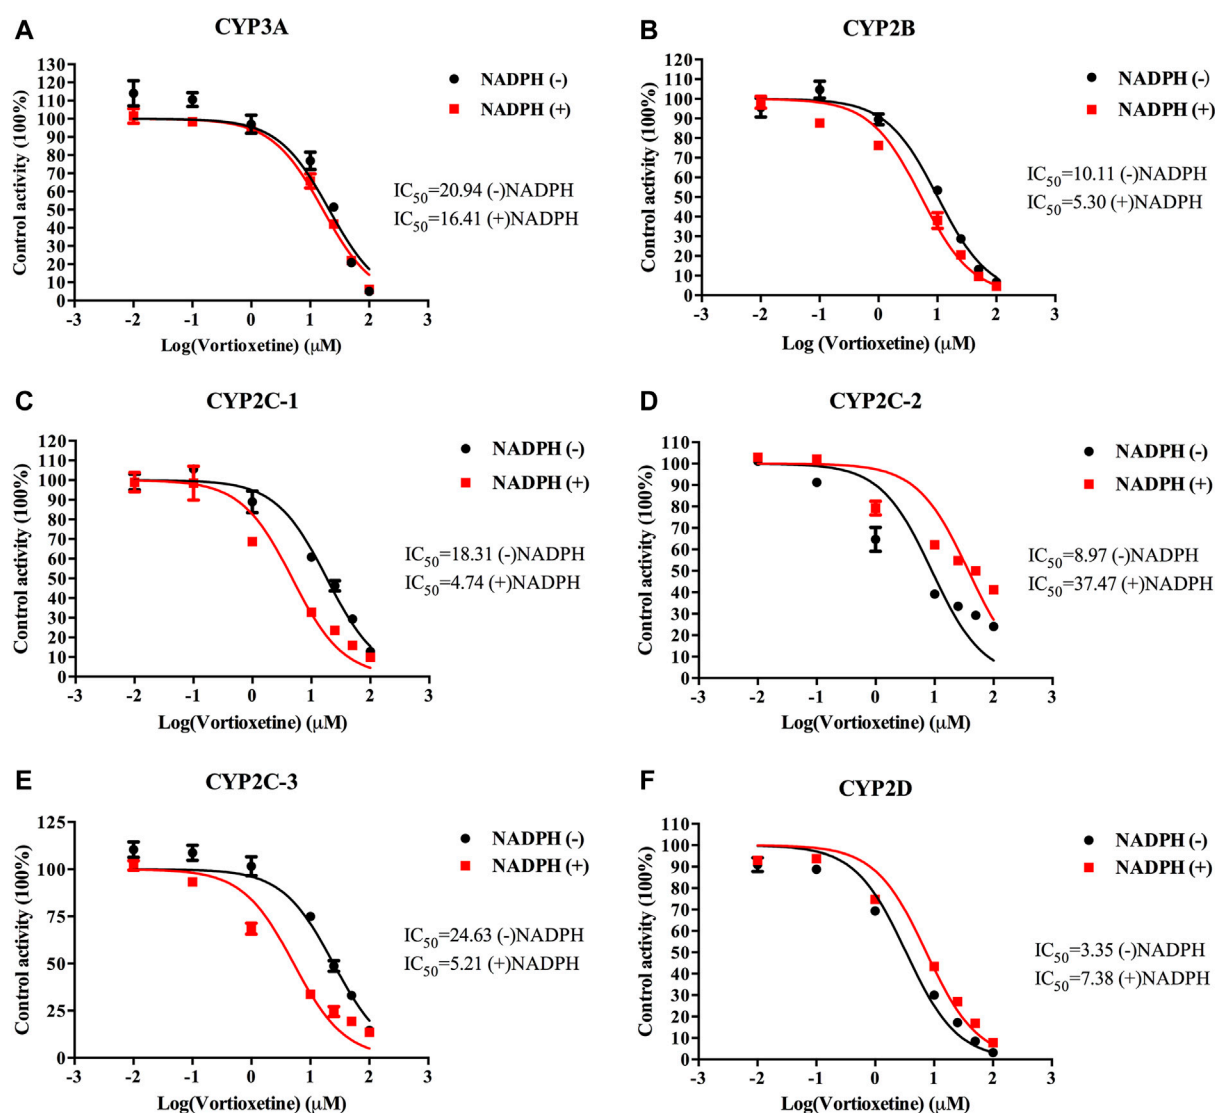 A
CYP3A
130
120
110
100
90
80
70
60
50
40
30
20
10
0
-3
-2
-1
0
1
2
3
Control activity (100%)
Log(Vortioxetine) (μM)
NADPH (-)
NADPH (+)
IC50=20.94 (-)NADPH
IC50=16.41 (+)NADPH
B
CYP2B
120
110
100
90
80
70
60
50
40
30
20
10
0
-3
-2
-1
0
1
2
3
Control activity (100%)
Log (Vortioxetine) (μM)
NADPH (-)
NADPH (+)
IC50=10.11 (-)NADPH
IC50=5.30 (+)NADPH
C
CYP2C-1
120
110
100
90
80
70
60
50
40
30
20
10
0
-3
-2
-1
0
1
2
3
Control activity (100%)
Log(Vortioxetine) (μM)
NADPH (-)
NADPH (+)
IC50=18.31 (-)NADPH
IC50=4.74 (+)NADPH
D
CYP2C-2
110
100
90
80
70
60
50
40
30
20
10
0
-3
-2
-1
0
1
2
3
Control activity (100%)
Log(Vortioxetine) (μM)
NADPH (-)
NADPH (+)
IC50=8.97 (-)NADPH
IC50=37.47 (+)NADPH
E
CYP2C-3
125
100
75
50
25
0
-3
-2
-1
0
1
2
3
Control activity (100%)
Log(Vortioxetine) (μM)
NADPH (-)
NADPH (+)
IC50=24.63 (-)NADPH
IC50=5.21 (+)NADPH
F
CYP2D
110
100
90
80
70
60
50
40
30
20
10
0
-3
-2
-1
0
1
2
3
Control activity (100%)
Log(Vortioxetine) (μM)
NADPH (-)
NADPH (+)
IC50=3.35 (-)NADPH
IC50=7.38 (+)NADPH